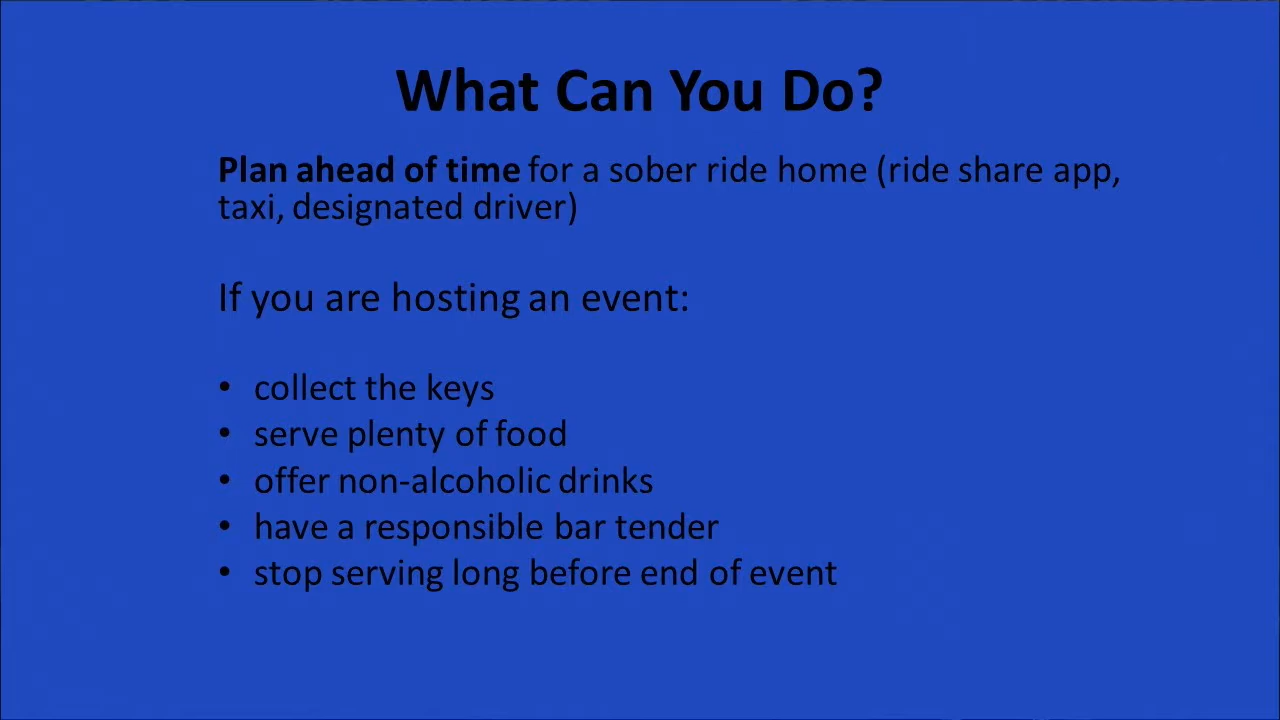 What Can You Do?
Plan ahead of time for a sober ride home (ride share app,
taxi, designated driver)
If you are hosting an event:
• collect the keys
• serve plenty of food
• offer non-alcoholic drinks
• have a responsible bar tender
• stop serving long before end of event